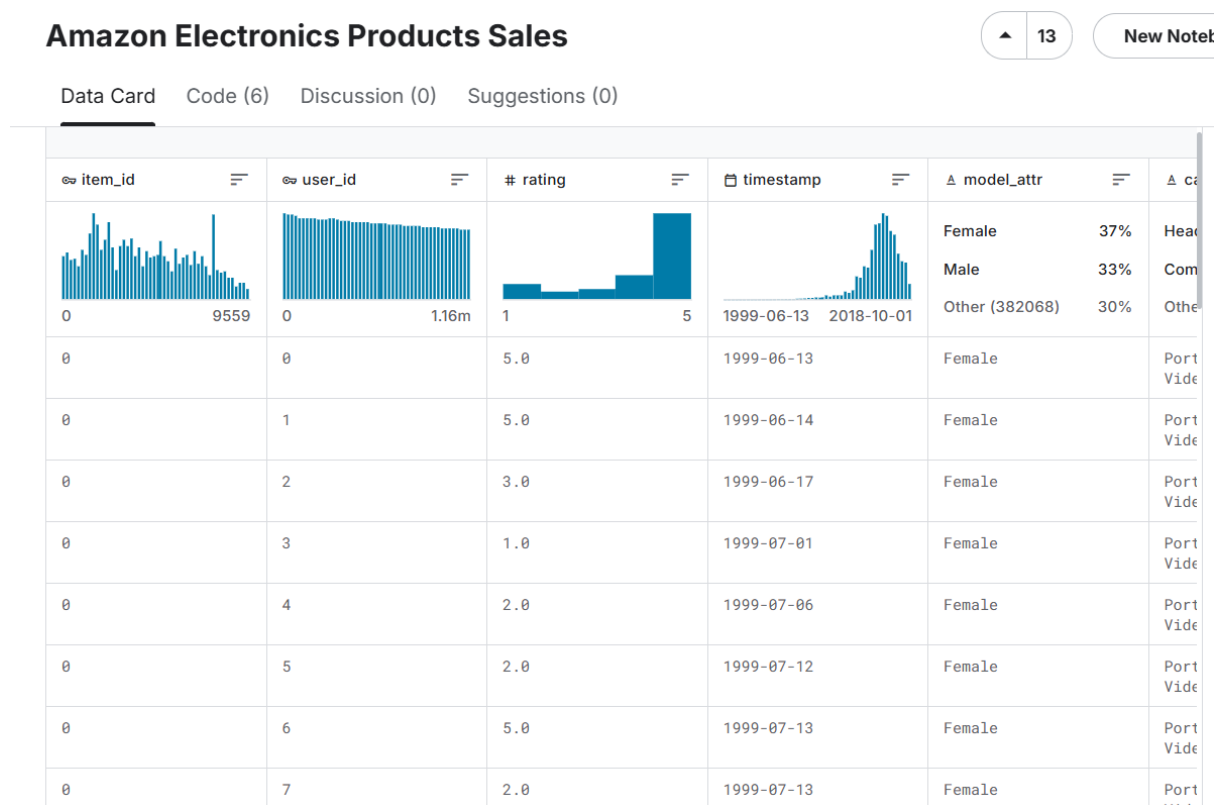 Amazon Electronics Products Sales
13
New
Data Card Code (6) Discussion (0) Suggestions (0)
item_id user_id # rating timestamp model_attr
Female 37%
Male 33%
Other (382068) 30%
0 9559 0 1.16m 1 5 1999-06-13 2018-10-01
0 0 5.0 1999-06-13 Female
0 1 5.0 1999-06-14 Female
0 2 3.0 1999-06-17 Female
0 3 1.0 1999-07-01 Female
0 4 2.0 1999-07-06 Female
0 5 2.0 1999-07-12 Female
0 6 5.0 1999-07-13 Female
0 7 2.0 1999-07-13 Female